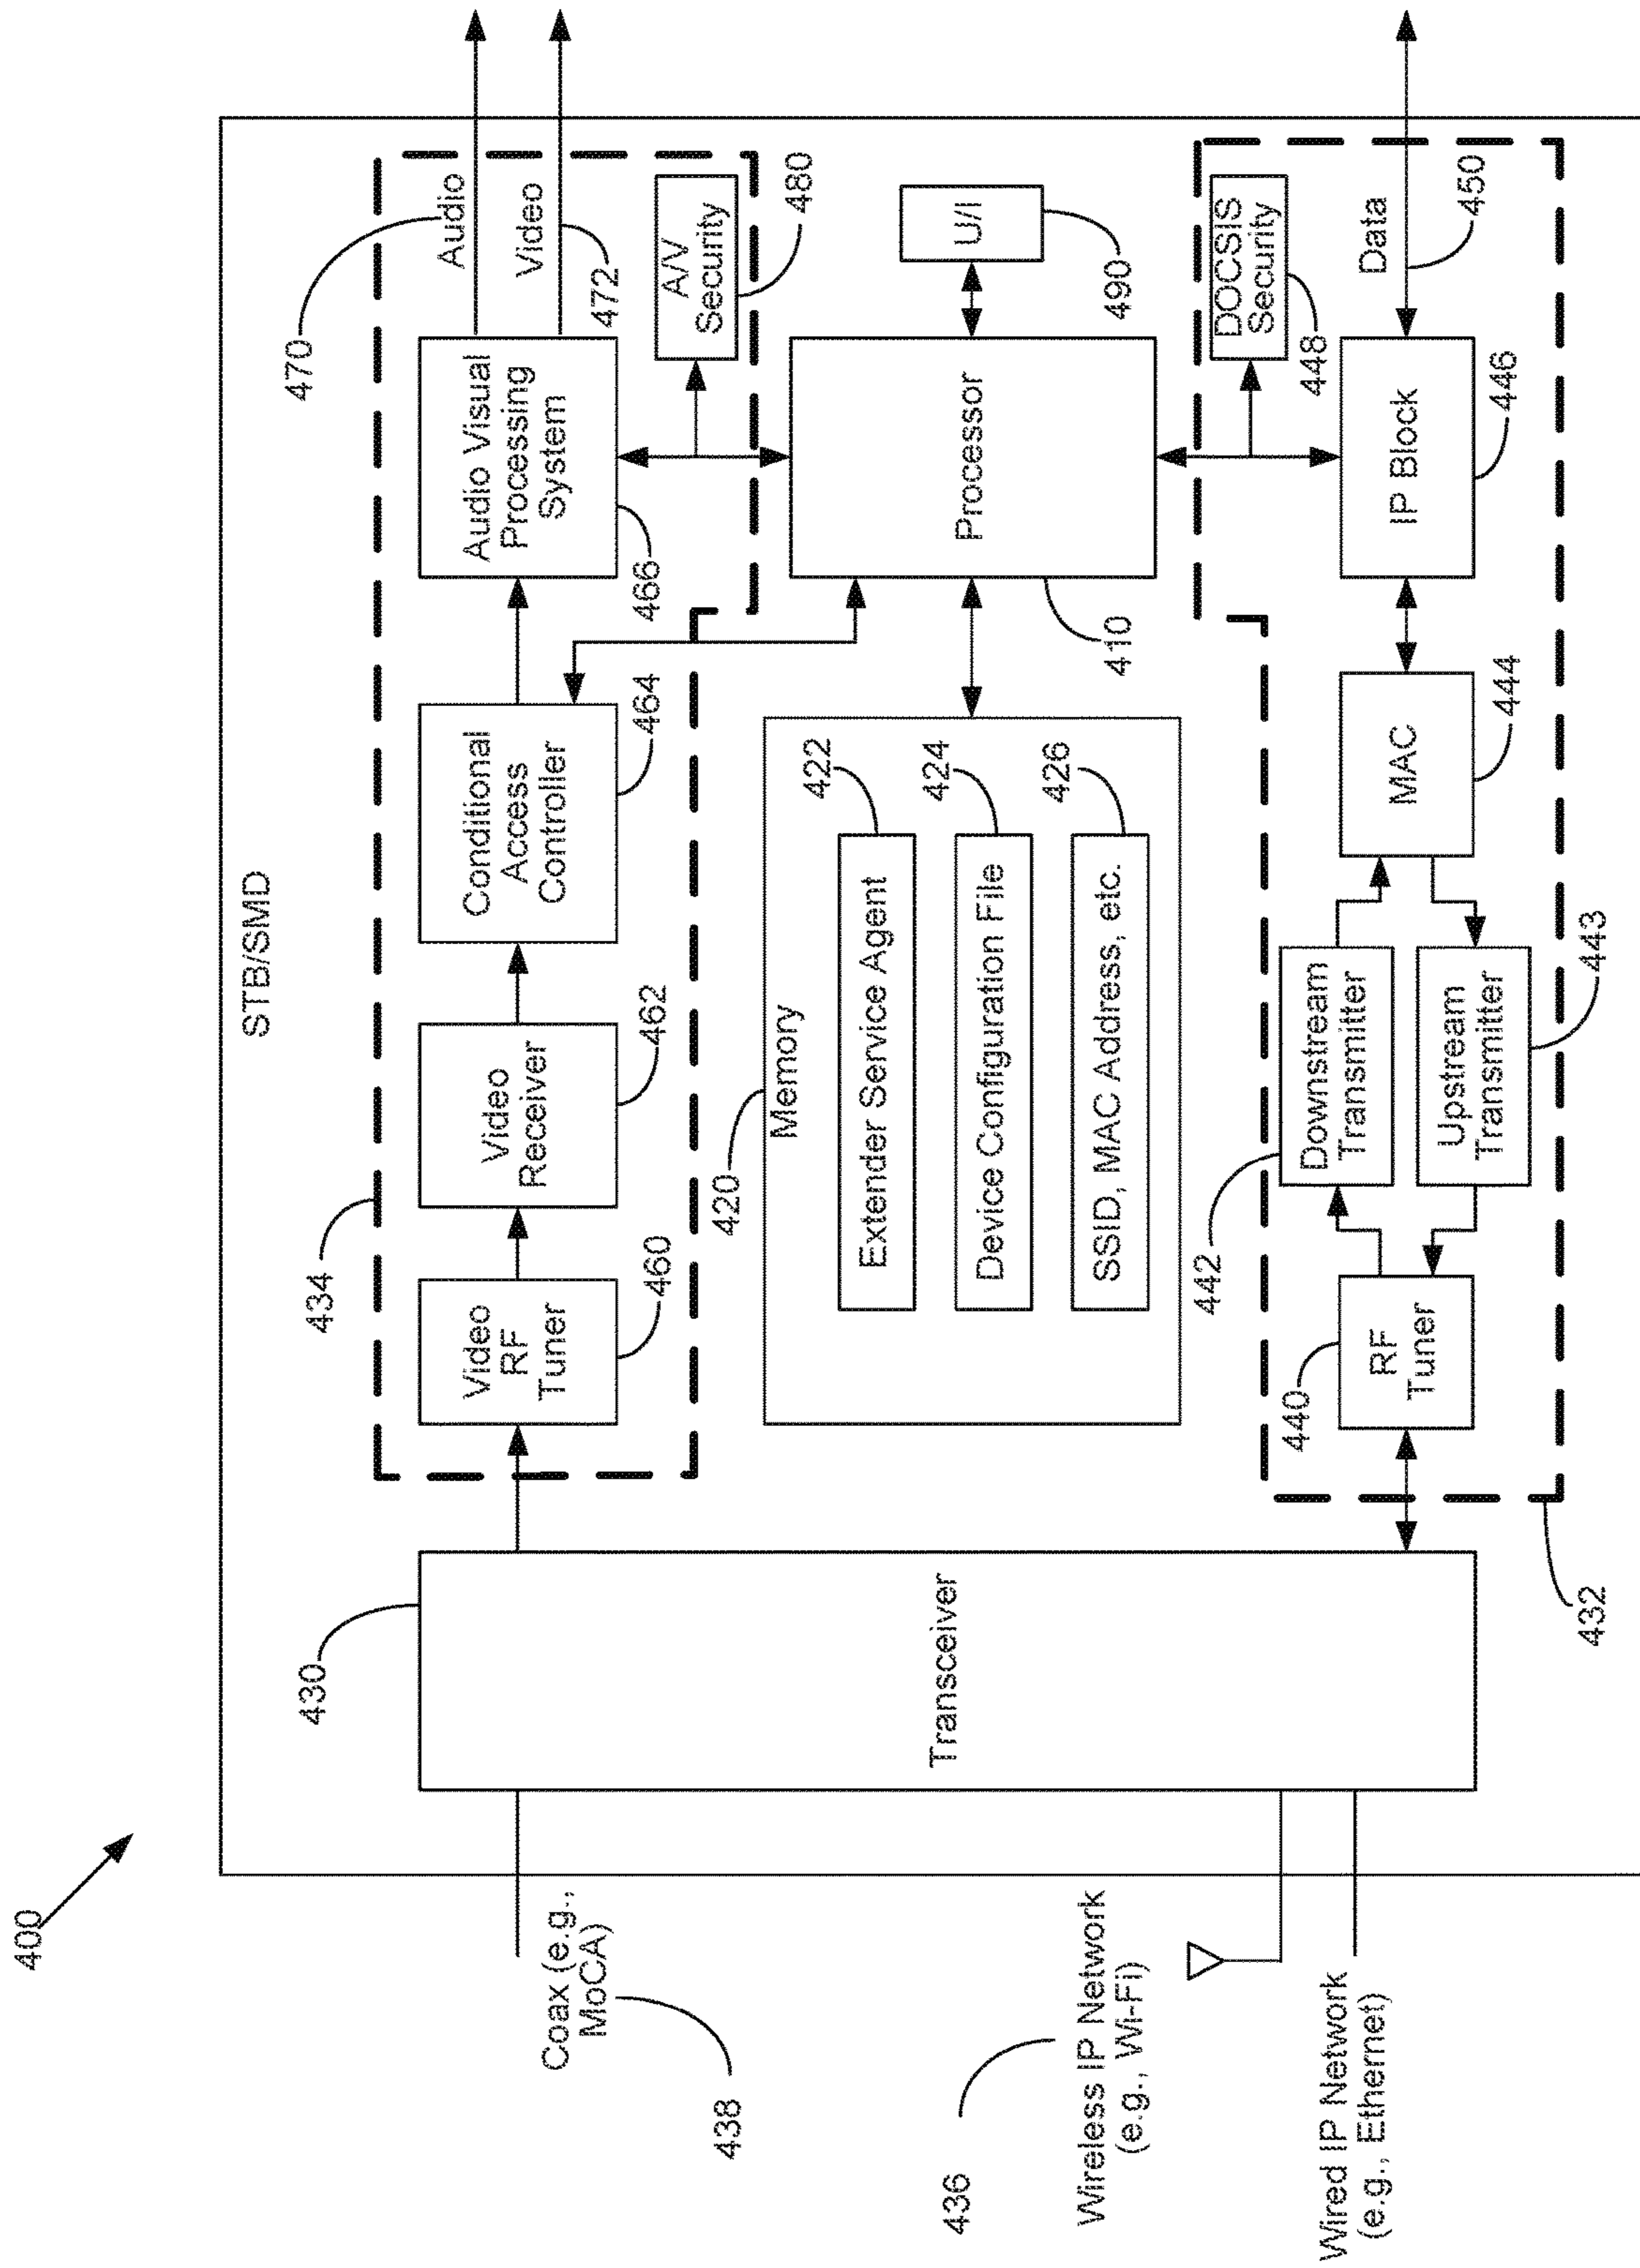 400
STB/SMD
470
Audio
Video
472
434
Video
RF
Tuner
460
Video
Receiver
462
Conditional
Access
Controller
464
Audio Visual
Processing
System
466
A/V
Security
480
430
Transceiver
420
Memory
Extender Service Agent
422
Device Configuration File
424
SSID, MAC Address, etc.
426
Processor
410
U/I
490
Coax (e.g.,
MoCA)
438
Wireless IP Network
(e.g., Wi-Fi)
436
Wired IP Network
(e.g., Ethernet)
432
440
RF
Tuner
442
Downstream
Transmitter
Upstream
Transmitter
443
MAC
444
IP Block
446
DOCSIS
Security
448
Data
450